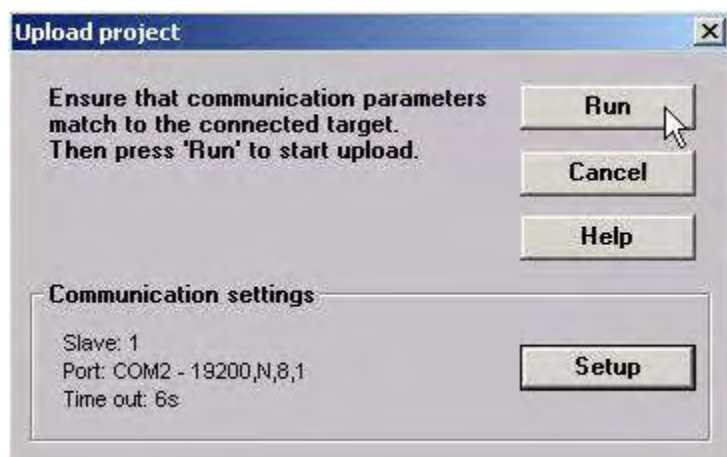 Upload project
Ensure that communication parameters
match to the connected target.
Then press 'Run' to start upload.
Run
Cancel
Help
Communication settings
Slave: 1
Port: COM2 - 19200,N,8,1
Time out: 6s
Setup